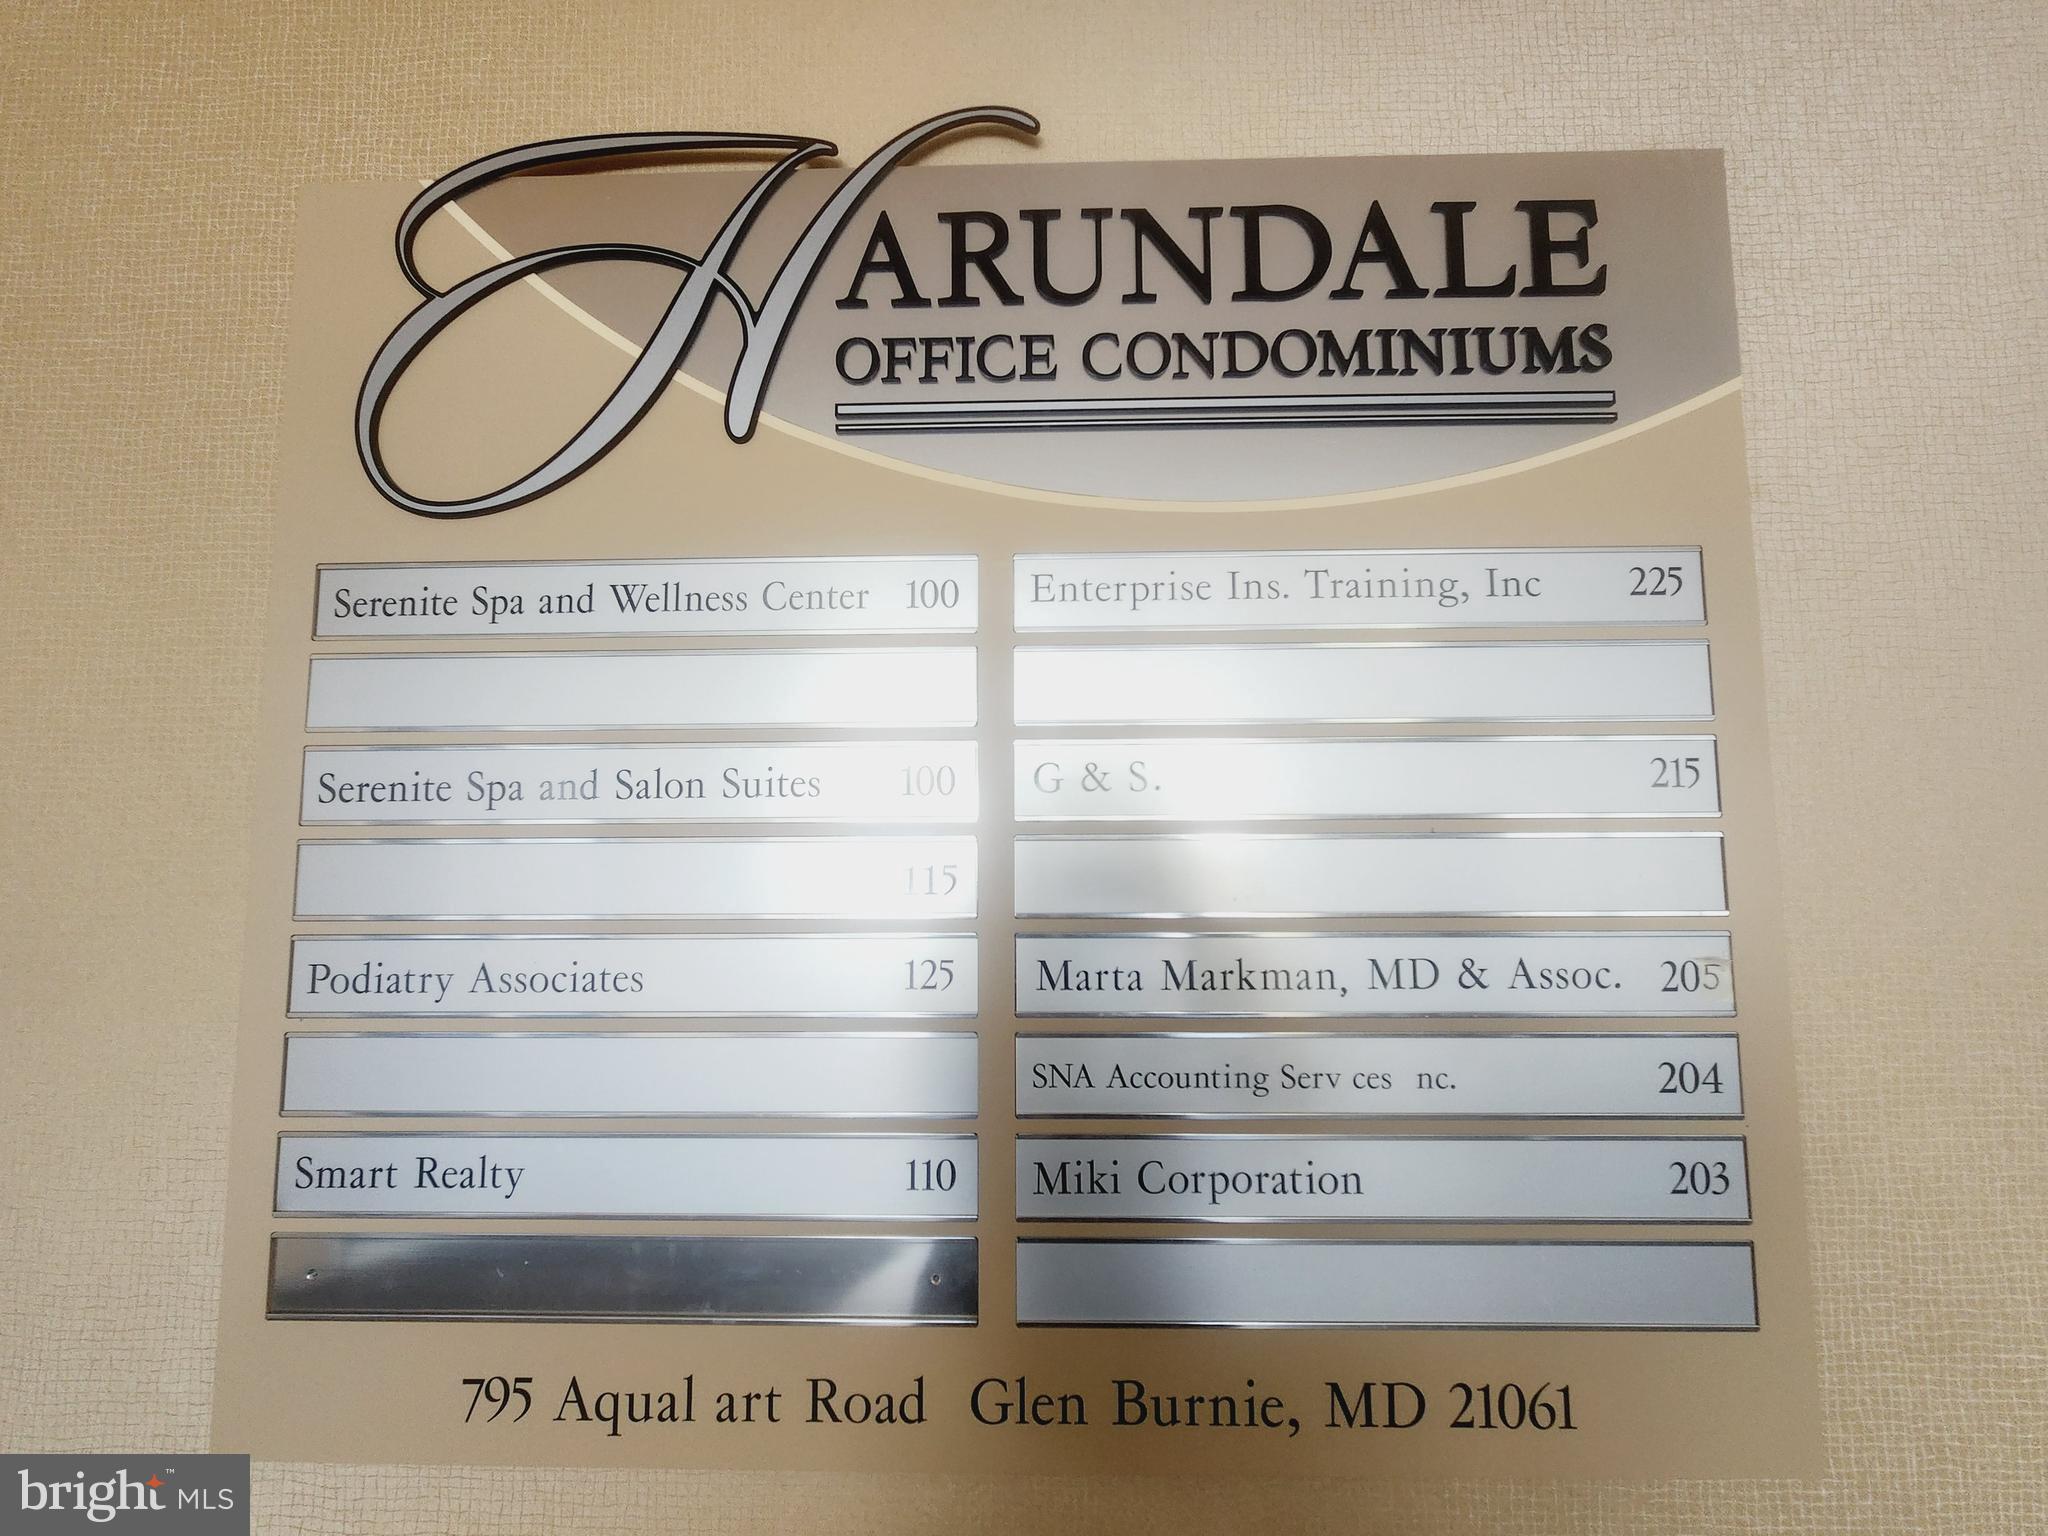 HARUNDALE
OFFICE CONDOMINIUMS
Serenite Spa and Wellness Center 100
Serenite Spa and Salon Suites 100
115
Podiatry Associates 125
Smart Realty 110
Enterprise Ins. Training, Inc 225
G & S. 215
Marta Markman, MD & Assoc. 205
SNA Accounting Serv ces nc. 204
Miki Corporation 203
795 Aqual art Road Glen Burnie, MD 21061
bright™ MLS